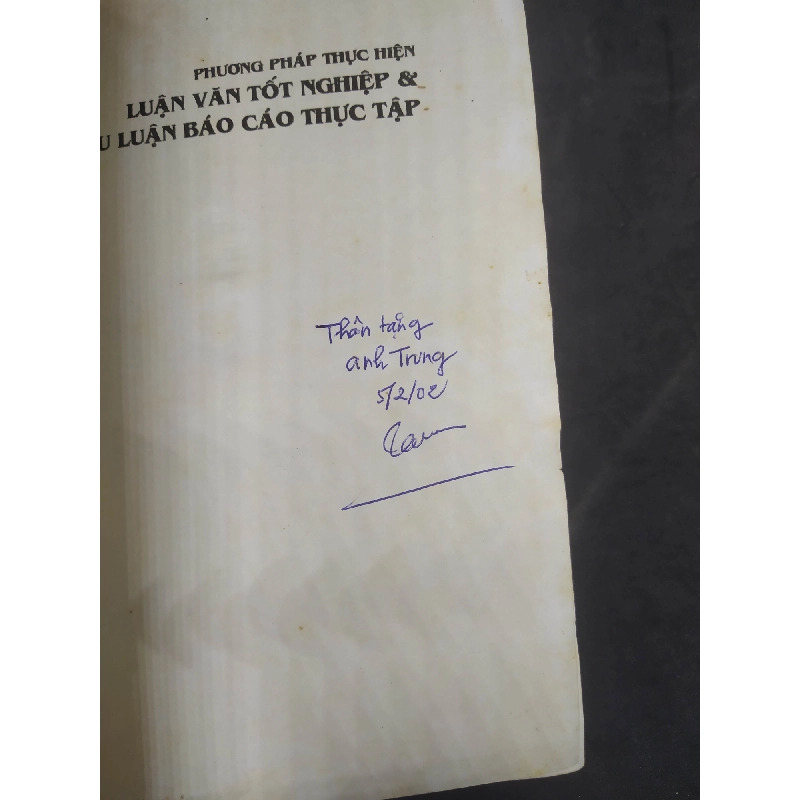 PHƯƠNG PHÁP THỰC HIỆN
LUẬN VĂN TỐT NGHIỆP &
U LUẬN BÁO CÁO THỰC TẬP
Thân tặng
anh Trung
5/2/02